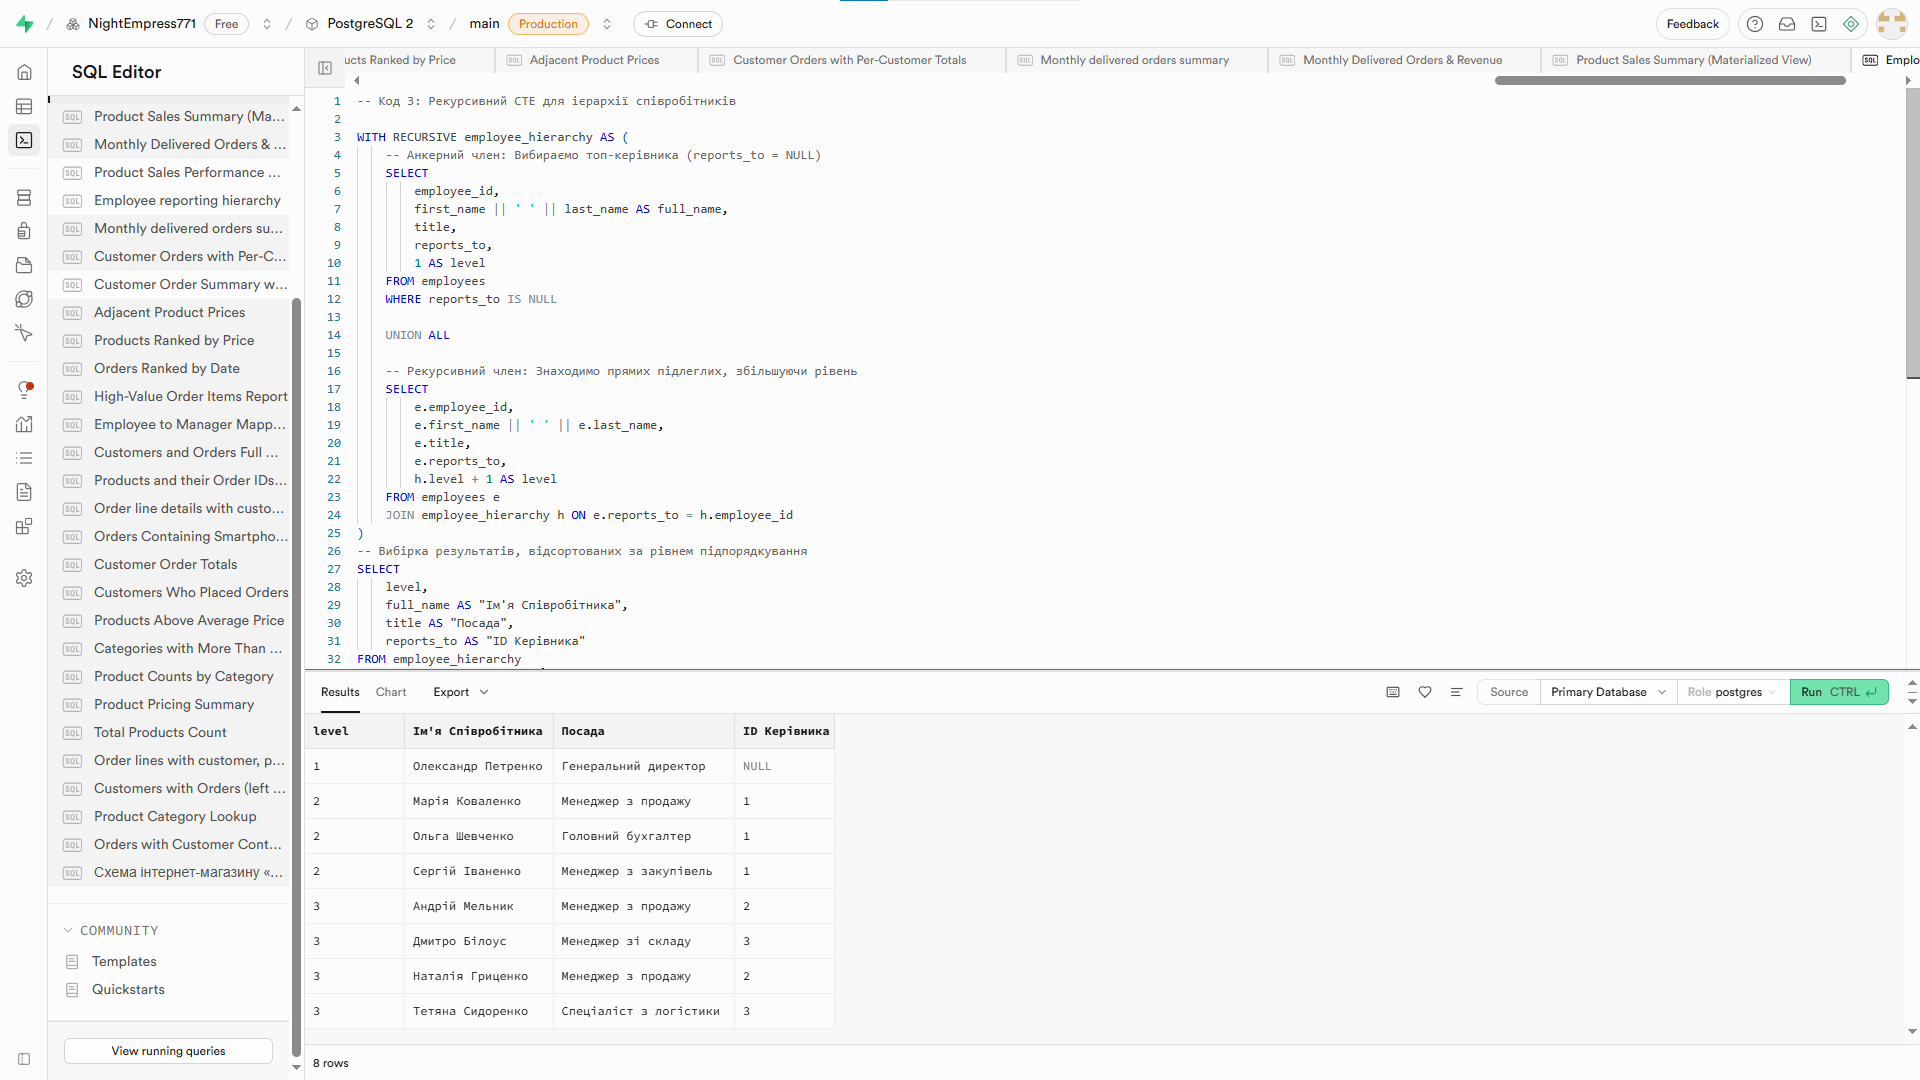 NightEmpress771 Free / PostgreSQL 2 / main Production Connect Feedback
SQL Editor
Product Sales Summary (Ma...
Monthly Delivered Orders & ...
Product Sales Performance ...
Employee reporting hierarchy
Monthly delivered orders su...
Customer Orders with Per-C...
Customer Order Summary w...
Adjacent Product Prices
Products Ranked by Price
Orders Ranked by Date
High-Value Order Items Report
Employee to Manager Mapp...
Customers and Orders Full ...
Products and their Order IDs...
Order line details with custo...
Orders Containing Smartpho...
Customer Order Totals
Customers Who Placed Orders
Products Above Average Price
Categories with More Than ...
Product Counts by Category
Product Pricing Summary
Total Products Count
Order lines with customer, p...
Customers with Orders (left ...
Product Category Lookup
Orders with Customer Cont...
Схема інтернет-магазину «...
COMMUNITY
Templates
Quickstarts
View running queries
ucts Ranked by Price
Adjacent Product Prices
Customer Orders with Per-Customer Totals
Monthly delivered orders summary
Monthly Delivered Orders & Revenue
Product Sales Summary (Materialized View)
Emplo
1 -- Код 3: Рекурсивний CTE для ієрархії співробітників
2
3 WITH RECURSIVE employee_hierarchy AS (
4 -- Анкерний член: Вибираємо топ-керівника (reports_to = NULL)
5 SELECT
6 employee_id,
7 first_name || ' ' || last_name AS full_name,
8 title,
9 reports_to,
10 1 AS level
11 FROM employees
12 WHERE reports_to IS NULL
13
14 UNION ALL
15
16 -- Рекурсивний член: Знаходимо прямих підлеглих, збільшуючи рівень
17 SELECT
18 e.employee_id,
19 e.first_name || ' ' || e.last_name,
20 e.title,
21 e.reports_to,
22 h.level + 1 AS level
23 FROM employees e
24 JOIN employee_hierarchy h ON e.reports_to = h.employee_id
25 )
26 -- Вибірка результатів, відсортованих за рівнем підпорядкування
27 SELECT
28 level,
29 full_name AS "Ім'я Співробітника",
30 title AS "Посада",
31 reports_to AS "ID Керівника"
32 FROM employee_hierarchy
Results Chart Export Source Primary Database Role postgres Run CTRL
level Ім'я Співробітника Посада ID Керівника
1 Олександр Петренко Генеральний директор NULL
2 Марія Коваленко Менеджер з продажу 1
2 Ольга Шевченко Головний бухгалтер 1
2 Сергій Іваненко Менеджер з закупівель 1
3 Андрій Мельник Менеджер з продажу 2
3 Дмитро Білоус Менеджер зі складу 3
3 Наталія Гриценко Менеджер з продажу 2
3 Тетяна Сидоренко Спеціаліст з логістики 3
8 rows